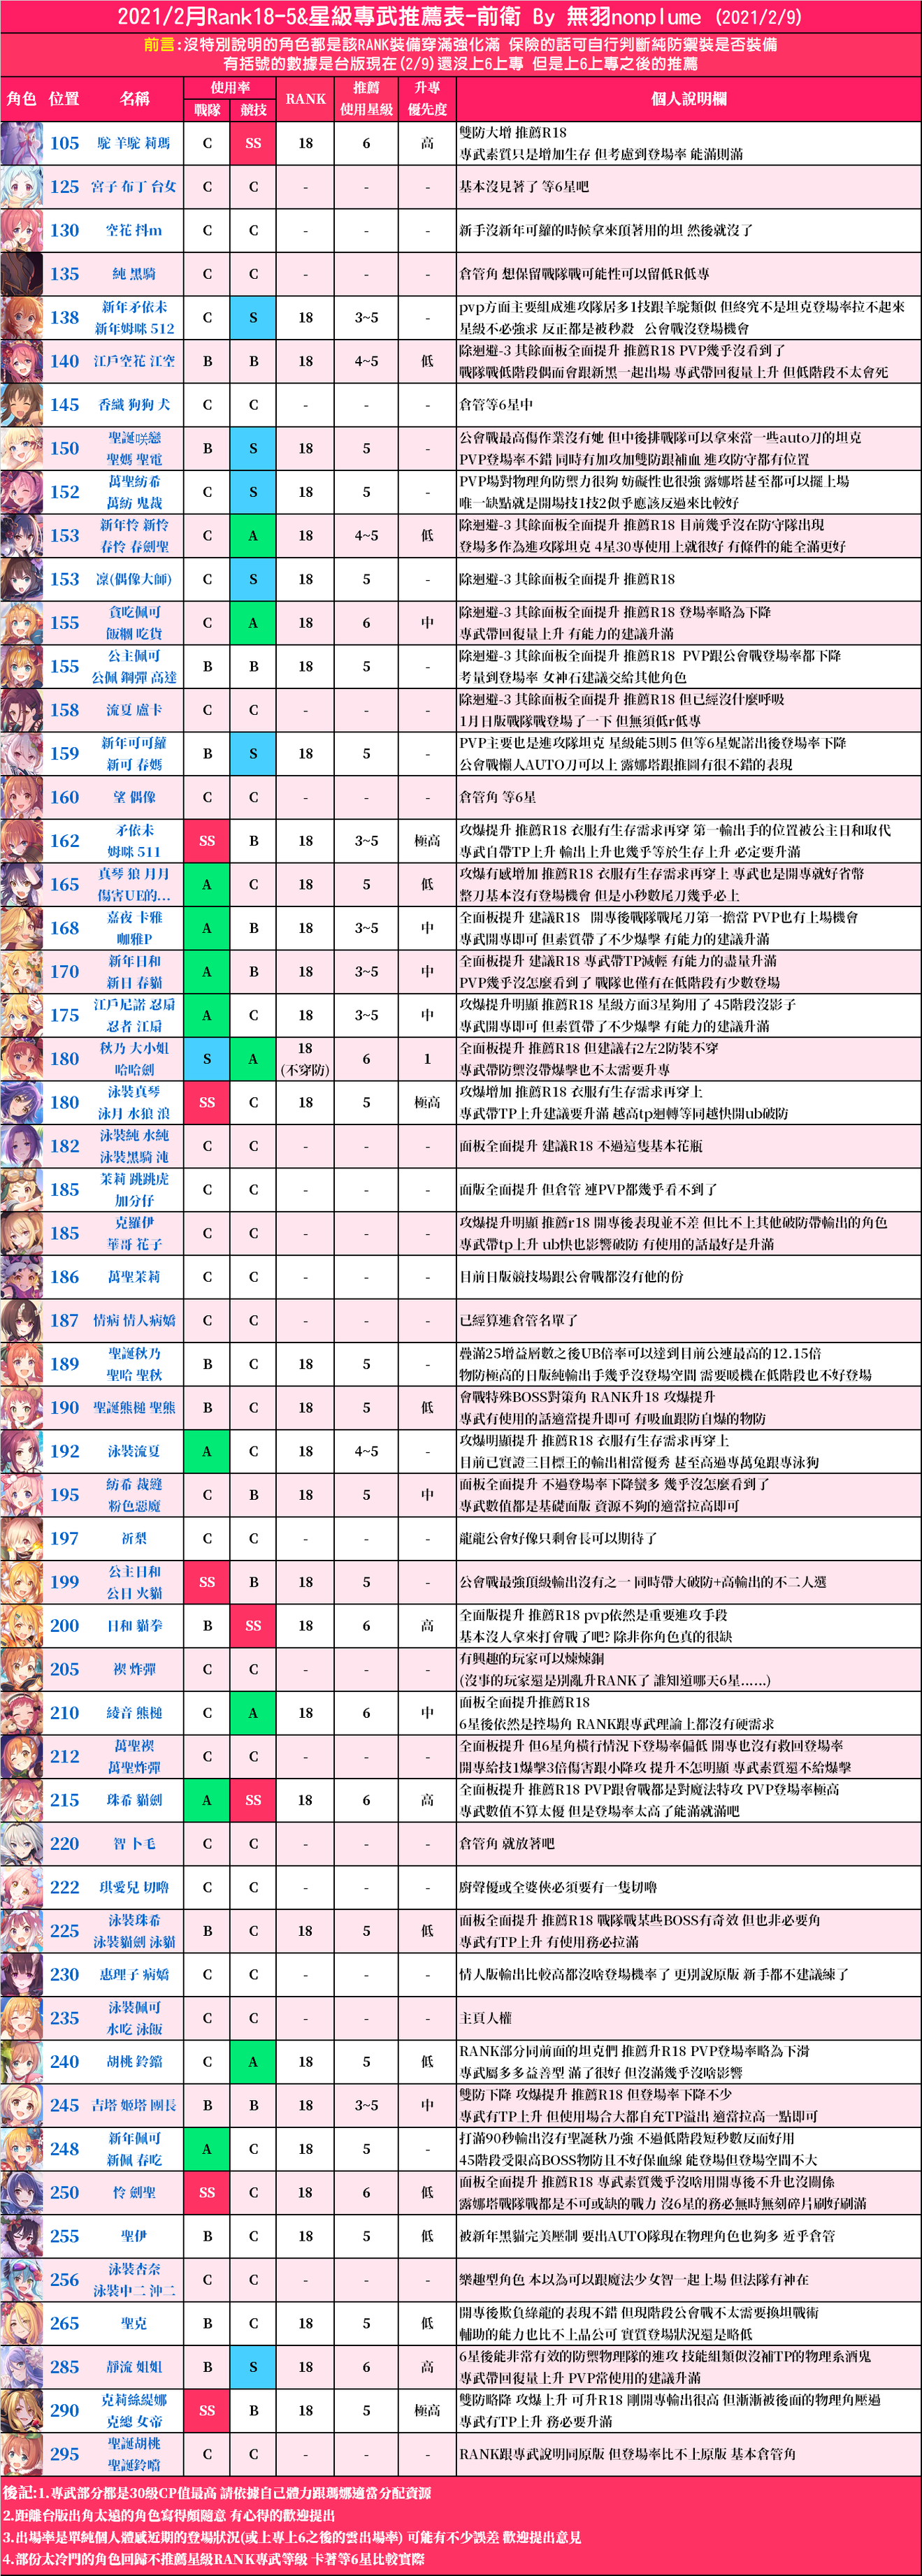 2021/2月Rank18-5&星級專武推薦表-前衛 By 無羽nonplume (2021/2/9)
前言:沒特別說明的角色都是該RANK裝備穿滿強化滿 保險的話可自行判斷純防禦裝是否裝備
有括號的數據是台版現在(2/9)還沒上6上專 但是上6上專之後的推薦
角色 位置 名稱 使用率 戰隊 競技 RANK 推薦使用星級 升專優先度 個人說明欄
105 駝 羊駝 莉瑪 C SS 18 6 高 雙防大增 推薦R18
專武素質只是增加生存 但考慮到登場率 能滿則滿
125 宮子 布丁 台女 C C - - - 基本沒見著了 等6星吧
130 空花 抖m C C - - - 新手沒新年可蘿的時候拿來頂著用的坦 然後就沒了
135 純 黑騎 C C - - - 倉管角 想保留戰隊戰可能性可以留低R低專
138 新年矛依未 新年姆咪 512 C S 18 3~5 - pvp方面主要組成進攻隊居多1技跟羊駝類似 但終究不是坦克登場率拉不起來
星級不必強求 反正都是被秒殺 公會戰沒登場機會
140 江戶空花 江空 B B 18 4~5 低 除迴避-3 其餘面板全面提升 推薦R18 PVP幾乎沒看到了
戰隊戰低階段偶而會跟新黑一起出場 專武帶回復量上升 但低階段不太會死
145 香織 狗狗 犬 C C - - - 倉管等6星中
150 聖誕咲戀 聖媽 聖電 B S 18 5 - 公會戰最高傷作業沒有她 但中後排戰隊可以拿來當一些auto刀的坦克
PVP登場率不錯 同時有加攻加雙防跟補血 進攻防守都有位置
152 萬聖紡希 萬紡 鬼裁 C S 18 5 - PVP場對物理角防禦力很夠 妨礙性也很強 露娜塔甚至都可以擺上場
唯一缺點就是開場技1技2似乎應該反過來比較好
153 新年怜 新怜 春怜 春劍聖 C A 18 4~5 低 除迴避-3 其餘面板全面提升 推薦R18 目前幾乎沒在防守隊出現
登場多作為進攻隊坦克 4星30專使用上就很好 有條件的能全滿更好
153 凜(偶像大師) C S 18 5 - 除迴避-3 其餘面板全面提升 推薦R18
155 貪吃佩可 飯糰 吃貨 C A 18 6 中 除迴避-3 其餘面板全面提升 推薦R18 登場率略為下降
專武帶回復量上升 有能力的建議升滿
155 公主佩可 公佩 鋼彈 高達 B B 18 5 - 除迴避-3 其餘面板全面提升 推薦R18 PVP跟公會戰登場率都下降
考量到登場率 女神石建議交給其他角色
158 流夏 盧卡 C C - - - 除迴避-3 其餘面板全面提升 推薦R18 但已經沒什麼呼吸
1月日版戰隊戰登場了一下 但無須低r低專
159 新年可可蘿 新可 春媽 B S 18 5 - PVP主要也是進攻隊坦克 星級能5則5 但等6星妮諾出後登場率下降
公會戰懶人AUTO刀可以上 露娜塔跟推圖有很不錯的表現
160 望 偶像 C C - - - 倉管角 等6星
162 矛依未 姆咪 511 SS B 18 3~5 極高 攻爆提升 推薦R18 衣服有生存需求再穿 第一輸出手的位置被公主日和取代
專武自帶TP上升 輸出上升也幾乎等於生存上升 必定要升滿
165 真琴 狼 月月 傷害UE的... A C 18 5 低 攻爆有感增加 推薦R18 衣服有生存需求再穿上 專武也是開專就好省幣
整刀基本沒有登場機會 但是小秒數尾刀幾乎必上
168 嘉夜 卡雅 咖雅P A B 18 3~5 中 全面板提升 建議R18 開專後戰隊戰尾刀第一擔當 PVP也有上場機會
專武開專即可 但素質帶了不少爆擊 有能力的建議升滿
170 新年日和 新日 春貓 A B 18 3~5 中 全面板提升 建議R18 專武帶TP減輕 有能力的盡量升滿
PVP幾乎沒怎麼看到了 戰隊也僅有在低階段有少數登場
175 江戶尼諾 忍扇 忍者 江扇 A C 18 3~5 中 攻爆提升明顯 推薦R18 星級方面3星夠用了 45階段沒影子
專武開專即可 但素質帶了不少爆擊 有能力的建議升滿
180 秋乃 大小姐 哈哈劍 S A 18 (不穿防) 6 1 全面板提升 推薦R18 但建議右2左2防裝不穿
專武帶防禦沒帶爆擊也不太需要升專
180 泳裝真琴 泳月 水狼 浪 SS C 18 5 極高 攻爆增加 推薦R18 衣服有生存需求再穿上
專武帶TP上升建議要升滿 越高tp迴轉等同越快開ub破防
182 泳裝純 水純 泳裝黑騎 沌 C C - - - 面板全面提升 建議R18 不過這隻基本花瓶
185 茉莉 跳跳虎 加分仔 C C - - - 面版全面提升 但倉管 連PVP都幾乎看不到了
185 克羅伊 華哥 花子 C C - - - 攻爆提升明顯 推薦r18 開專後表現並不差 但比不上其他破防帶輸出的角色
專武帶tp上升 ub快也影響破防 有使用的話最好是升滿
186 萬聖茉莉 C C - - - 目前日版競技場跟公會戰都沒有他的份
187 情病 情人病嬌 C C - - - 已經算進倉管名單了
189 聖誕秋乃 聖哈 聖秋 B C 18 5 - 疊滿25增益層數之後UB倍率可以達到目前公連最高的12.15倍
物防極高的日版純輸出手幾乎沒登場空間 需要暖機在低階段也不好登場
190 聖誕熊槌 聖熊 B C 18 5 低 會戰特殊BOSS對策角 RANK升18 攻爆提升
專武有使用的話適當提升即可 有吸血跟防自爆的物防
192 泳裝流夏 A C 18 4~5 - 攻爆明顯提升 推薦R18 衣服有生存需求再穿上
目前已實證三目標王的輸出相當優秀 甚至高過專萬兔跟專泳狗
195 紡希 裁縫 粉色惡魔 C B 18 5 中 面板全面提升 不過登場率下降蠻多 幾乎沒怎麼看到了
專武數值都是基礎面版 資源不夠的適當拉高即可
197 祈梨 C C - - - 龍龍公會好像只剩會長可以期待了
199 公主日和 公日 火貓 SS B 18 5 - 公會戰最強頂級輸出沒有之一 同時帶大破防+高輸出的不二人選
200 日和 貓拳 B SS 18 6 高 全面版提升 推薦R18 pvp依然是重要進攻手段
基本沒人拿來打會戰了吧? 除非你角色真的很缺
205 禊 炸彈 C C - - - 有興趣的玩家可以煉煉銅
(沒事的玩家還是別亂升RANK了 誰知道哪天6星......)
210 綾音 熊槌 C A 18 6 中 面板全面提升推薦R18
6星後依然是控場角 RANK跟專武理論上都沒有硬需求
212 萬聖禊 萬聖炸彈 C C - - - 全面板提升 但6星角橫行情況下登場率偏低 開專也沒有救回登場率
開專給技1爆擊3倍傷害跟小降攻 提升不怎明顯 專武素質還不給爆擊
215 珠希 貓劍 A SS 18 6 高 全面板提升 推薦R18 PVP跟會戰都是對魔法特攻 PVP登場率極高
專武數值不算太優 但是登場率太高了能滿就滿吧
220 智 卜毛 C C - - - 倉管角 就放著吧
222 琪愛兒 切嚕 C C - - - 廚聲優或全婆俠必須要有一隻切嚕
225 泳裝珠希 泳裝貓劍 泳貓 B C 18 5 低 面板全面提升 推薦R18 戰隊戰某些BOSS有奇效 但也非必要角
專武有TP上升 有使用務必拉滿
230 惠理子 病嬌 C C - - - 情人版輸出比較高都沒啥登場機率了 更別說原版 新手都不建議練了
235 泳裝佩可 水吃 泳飯 C C - - - 主頁人權
240 胡桃 鈴鐺 C A 18 5 低 RANK部分同前面的坦克們 推薦升R18 PVP登場率略為下滑
專武屬多多益善型 滿了很好 但沒滿幾乎沒啥影響
245 吉塔 姬塔 團長 B B 18 3~5 中 雙防下降 攻爆提升 推薦R18 但登場率下降不少
專武有TP上升 但使用場合大都自充TP溢出 適當拉高一點即可
248 新年佩可 新佩 春吃 A C 18 5 - 打滿90秒輸出沒有聖誕秋乃強 不過低階段短秒數反而好用
45階段受限高BOSS物防且不好保血線 能登場但登場空間不大
250 怜 劍聖 SS C 18 6 低 面板全面提升 推薦R18 專武素質幾乎沒啥用開專後不升也沒關係
露娜塔戰隊戰都是不可或缺的戰力 沒6星的務必無時無刻碎片刷好刷滿
255 聖伊 B C 18 5 低 被新年黑貓完美壓制 要出AUTO隊現在物理角色也夠多 近乎倉管
256 泳裝杏奈 泳裝中二 沖二 C C - - - 樂趣型角色 本以為可以跟魔法少女智一起上場 但法隊有神在
265 聖克 B C 18 5 低 開專後欺負綠龍的表現不錯 但現階段公會戰不太需要換坦戰術
輔助的能力也比不上品公可 實質登場狀況還是略低
285 靜流 姐姐 B S 18 6 高 6星後能非常有效的防禦物理隊的進攻 技能組類似沒補TP的物理系酒鬼
專武帶回復量上升 PVP常使用的建議升滿
290 克莉絲緹娜 克總 女帝 SS B 18 5 極高 雙防略降 攻爆上升 可升R18 剛開專輸出很高 但漸漸被後面的物理角壓過
專武有TP上升 務必要升滿
295 聖誕胡桃 聖誕鈴噹 C C - - - RANK跟專武說明同原版 但登場率比不上原版 基本倉管角
後記:1.專武部分都是30級CP值最高 請依據自己體力跟瑪娜適當分配資源
2.距離台版出角太遠的角色寫得頗隨意 有心得的歡迎提出
3.出場率是單純個人體感近期的登場狀況(或上專上6之後的雲出場率) 可能有不少誤差 歡迎提出意見
4.部份太冷門的角色回歸不推薦星級RANK專武等級 卡著等6星比較實際